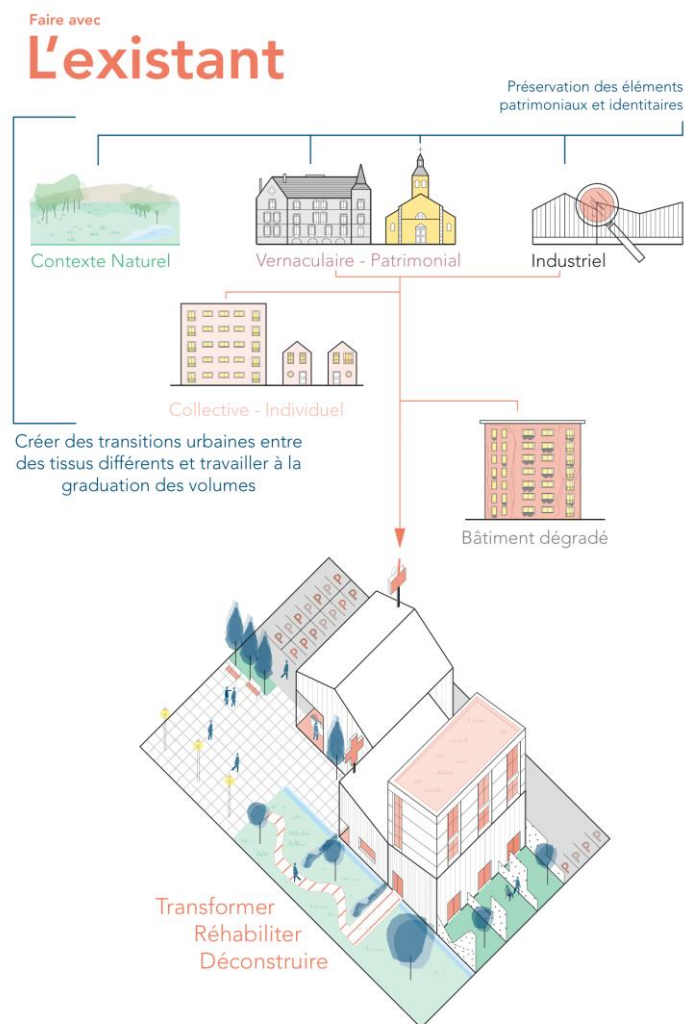 Faire avec
L'existant
Préservation des éléments
patrimoniaux et identitaires
Contexte Naturel
Vernaculaire - Patrimonial
Industriel
Collective - Individuel
Créer des transitions urbaines entre
des tissus différents et travailler à la
graduation des volumes
Bâtiment dégradé
P P P P P P P
P P P P P P P
P P P P
Transformer
Réhabiliter
Déconstruire